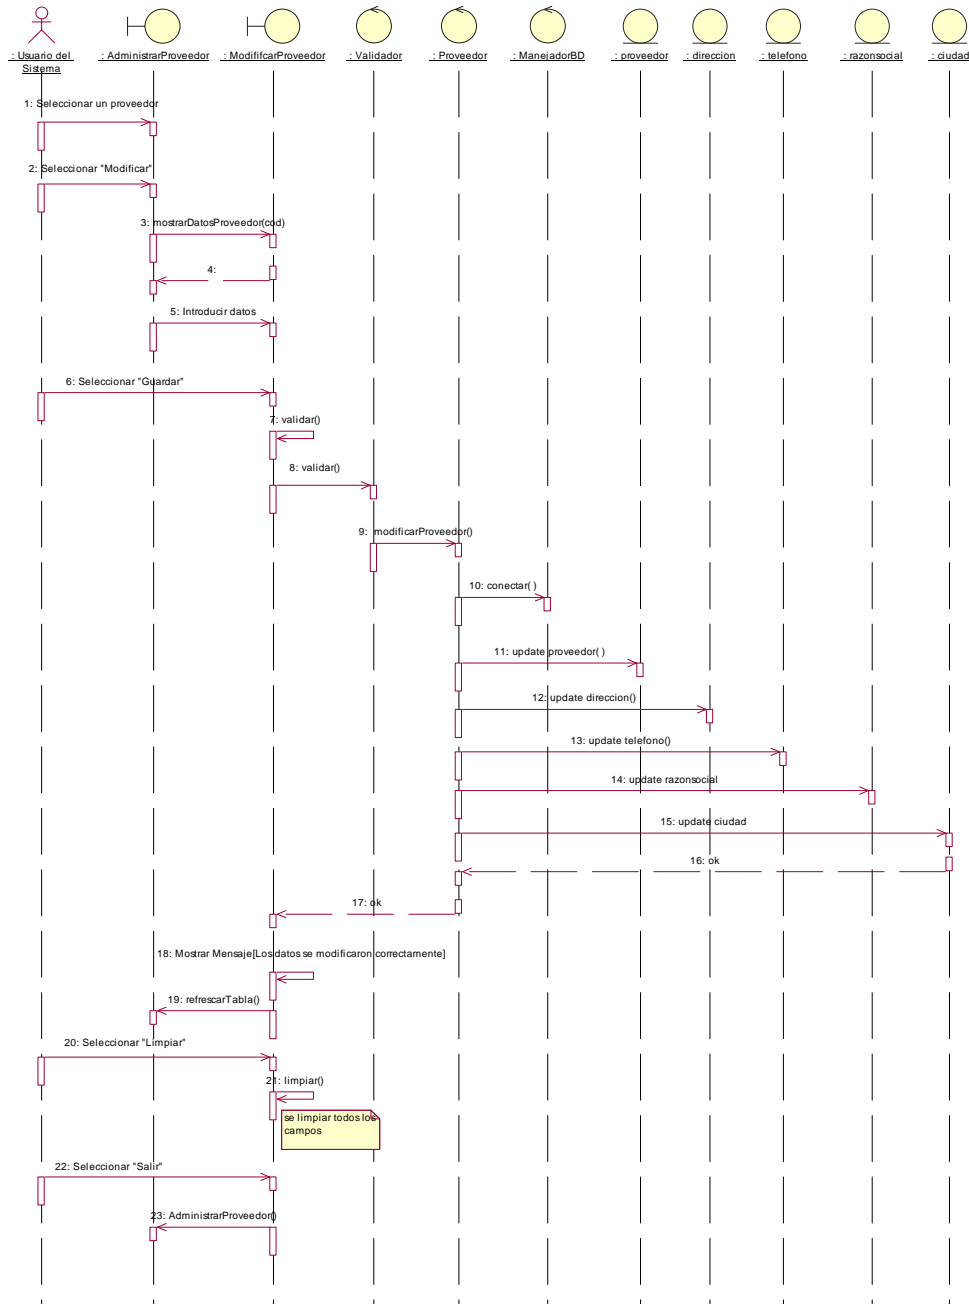 : Usuario del
Sistema
: AdministrarProveedor
: ModififcarProveedor
: Validador
: Proveedor
: ManejadorBD
: proveedor
: direccion
: telefono
: razonsocial
: ciudad
1: Seleccionar un proveedor
2: Seleccionar "Modificar"
3: mostrarDatosProveedor(cod)
4:
5: Introducir datos
6: Seleccionar "Guardar"
7: validar()
8: validar()
9: modificarProveedor()
10: conectar( )
11: update proveedor( )
12: update direccion()
13: update telefono()
14: update razonsocial
15: update ciudad
16: ok
17: ok
18: Mostrar Mensaje[Los datos se modificaron correctamente]
19: refrescarTabla()
20: Seleccionar "Limpiar"
21: limpiar()
se limpiar todos los
campos
22: Seleccionar "Salir"
23: AdministrarProveedor()